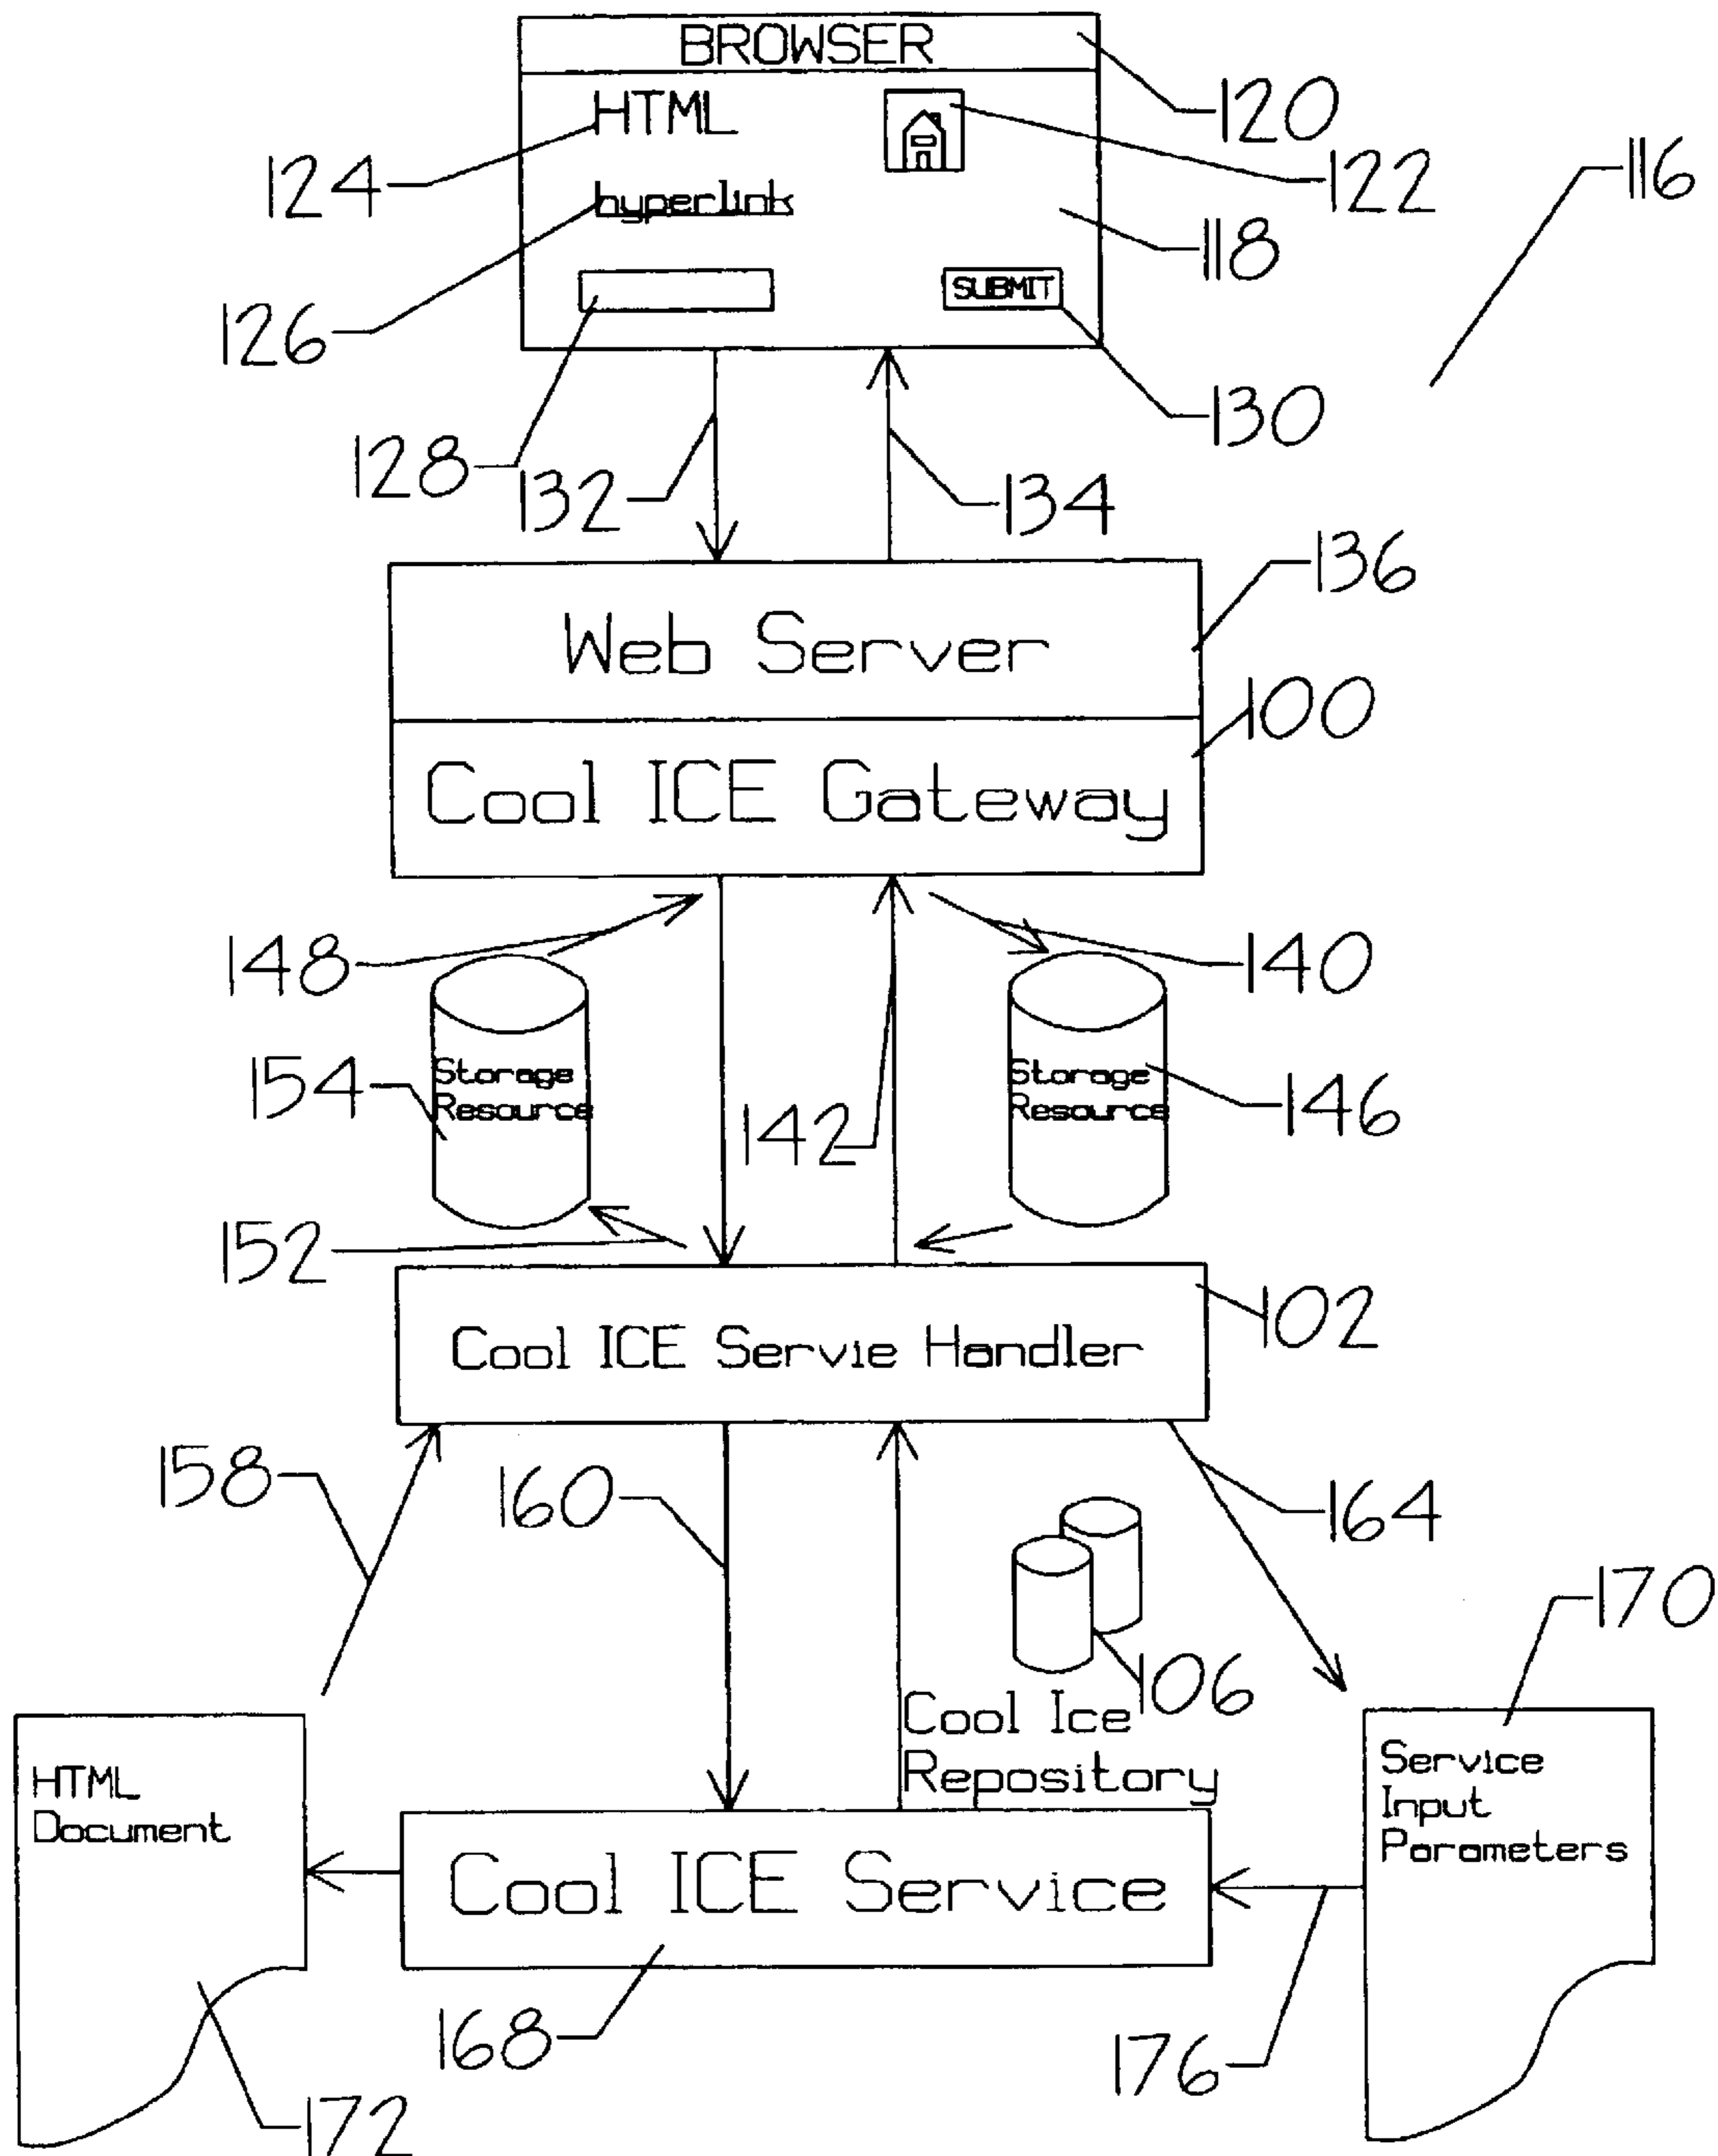 BROWSER
120
HTML
124
122
116
hyperlink
118
126
SUBMIT
128
130
132
134
136
Web Server
100
Cool ICE Gateway
148
140
154
Storage
Resource
Storage
Resource
146
142
152
102
Cool ICE Servie Handler
158
160
164
170
106
Cool Ice
Repository
HTML
Document
Service
Input
Parameters
Cool ICE Service
168
176
172